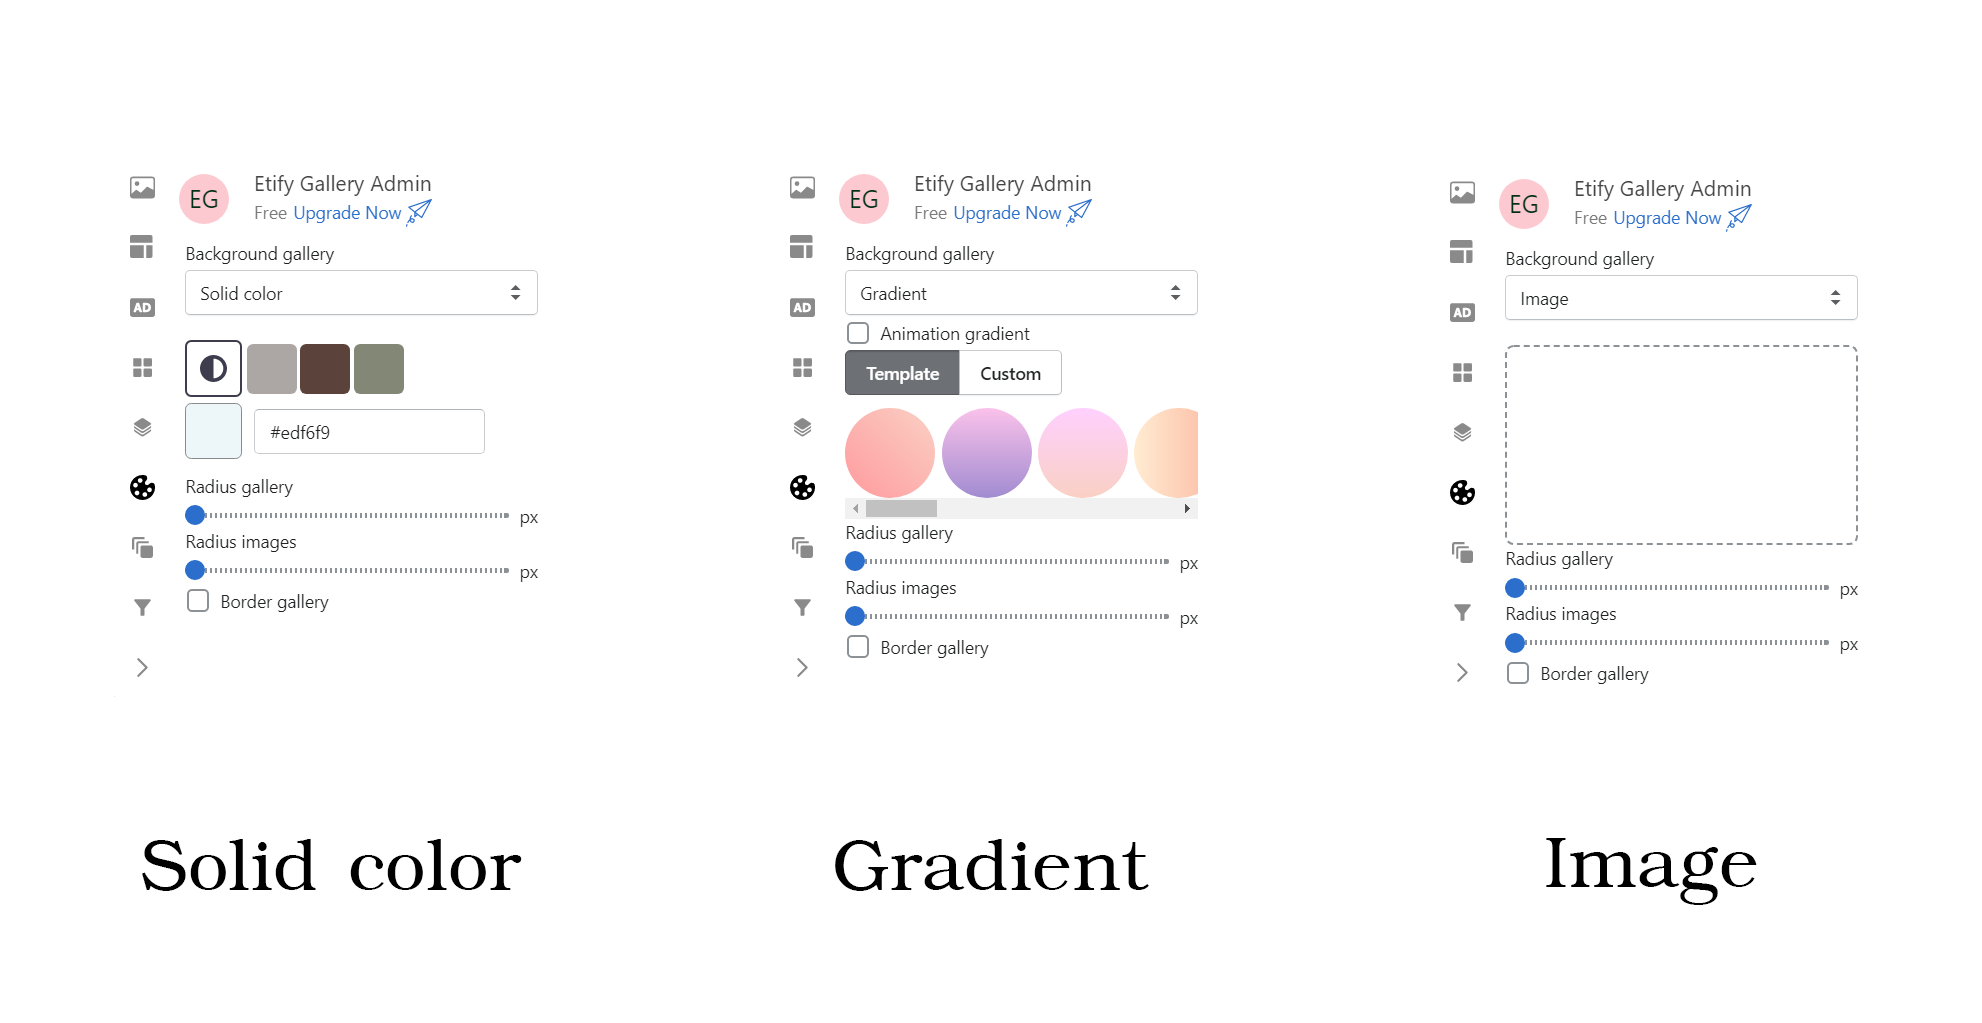 EG
Etify Gallery Admin
Free Upgrade Now
Background gallery
Solid color
AD
#edf6f9
Radius gallery
px
Radius images
px
Border gallery
Solid color
EG
Etify Gallery Admin
Free Upgrade Now
Background gallery
Gradient
AD
Animation gradient
Template Custom
Radius gallery
px
Radius images
px
Border gallery
Gradient
EG
Etify Gallery Admin
Free Upgrade Now
Background gallery
Image
AD
Radius gallery
px
Radius images
px
Border gallery
Image